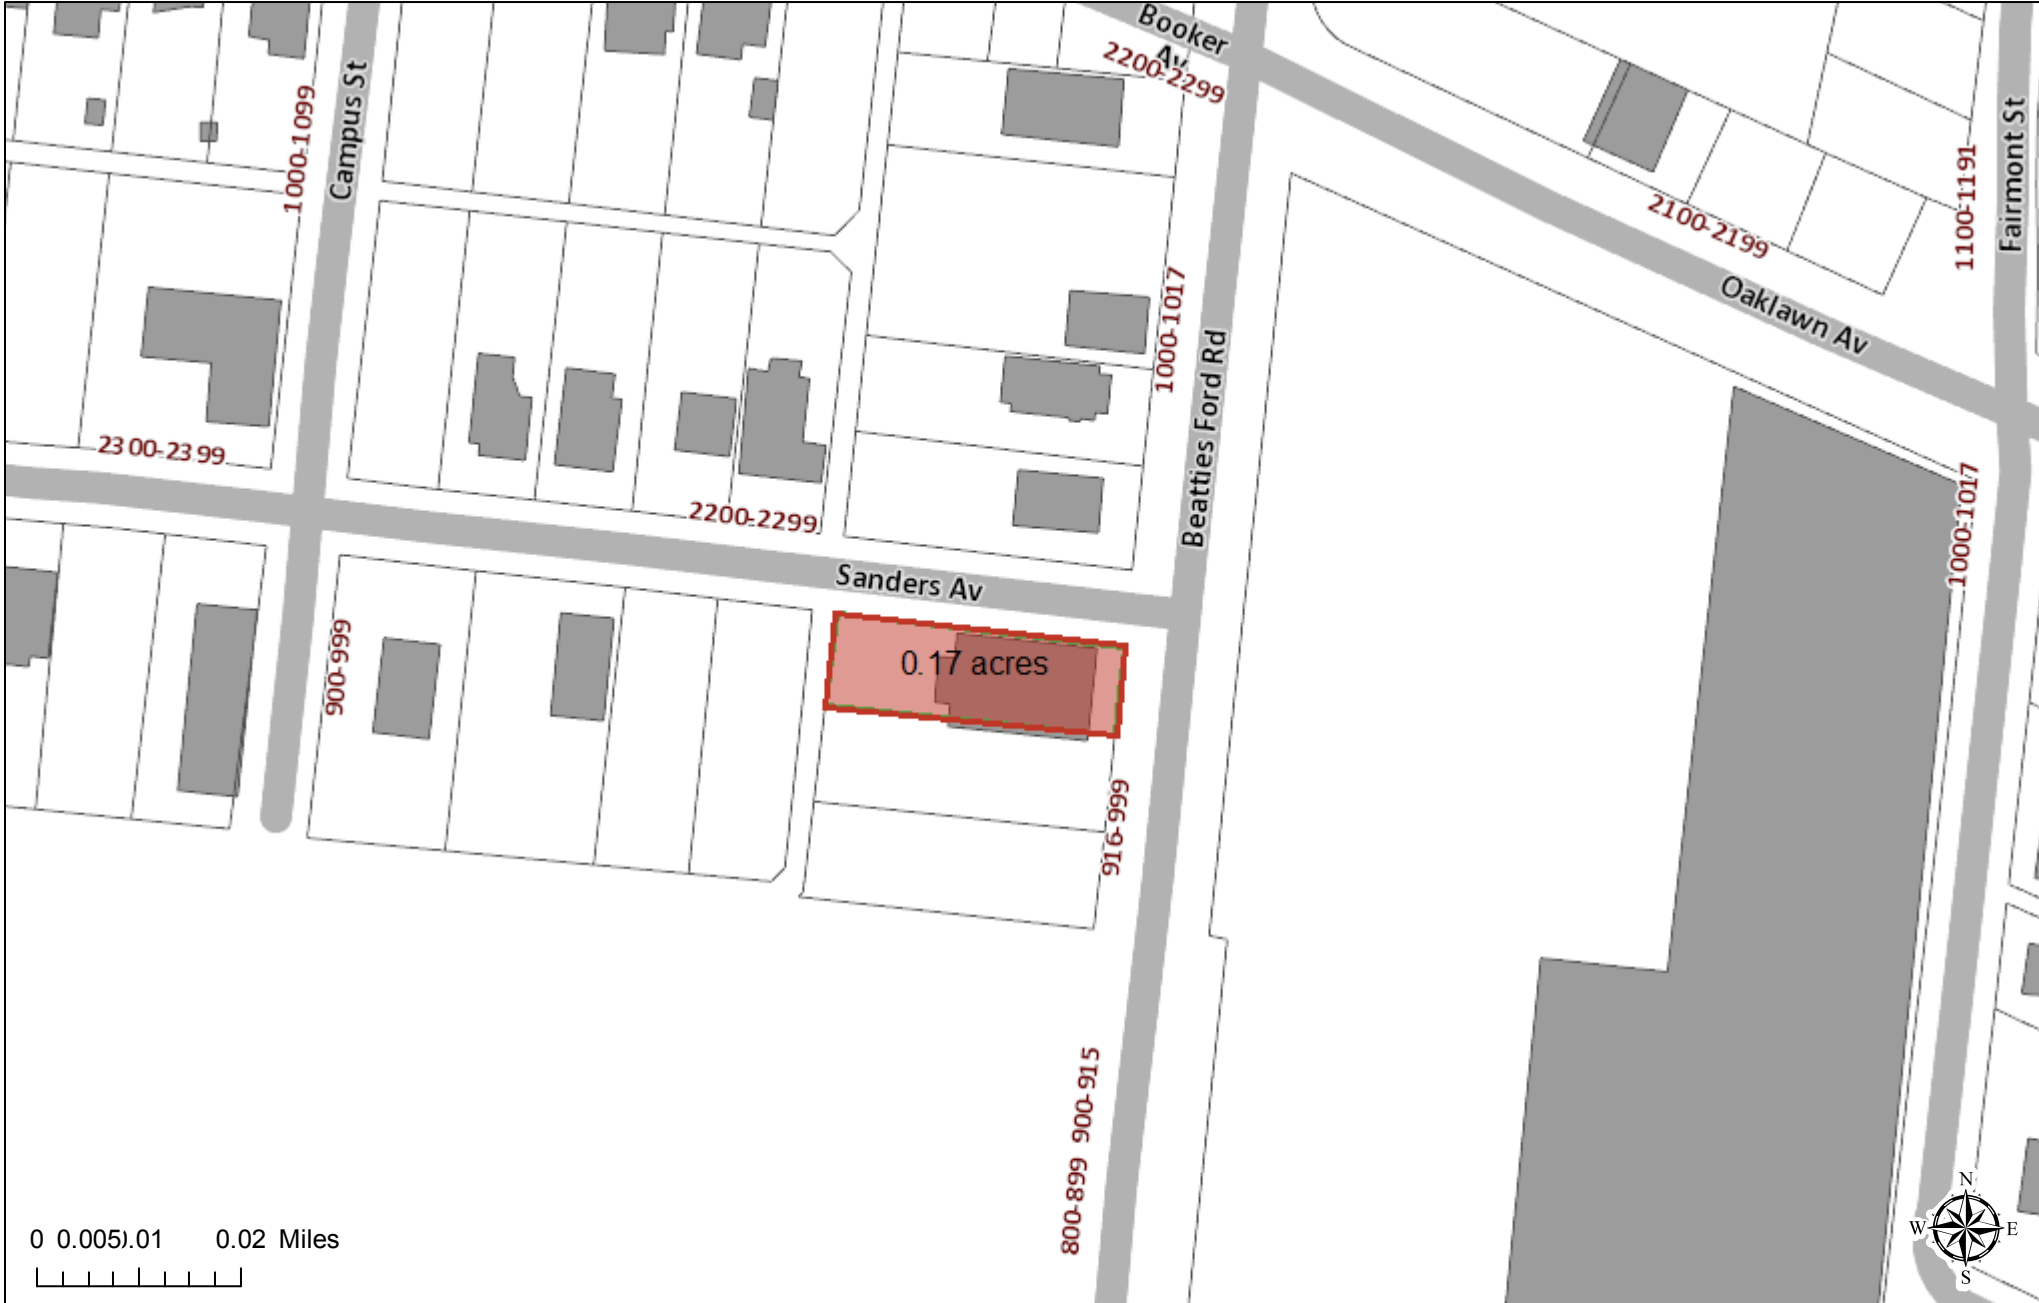 Booker
Av
2200-2299
Campus St
1000-1099
Fairmont St
1100-1191
2100-2199
Oaklawn Av
1000-1017
Beatties Ford Rd
2300-2399
2200-2299
1000-1017
Sanders Av
900-999
0.17 acres
916-999
900-915
800-899
N
W E
S
0 0.005 0.01 0.02 Miles